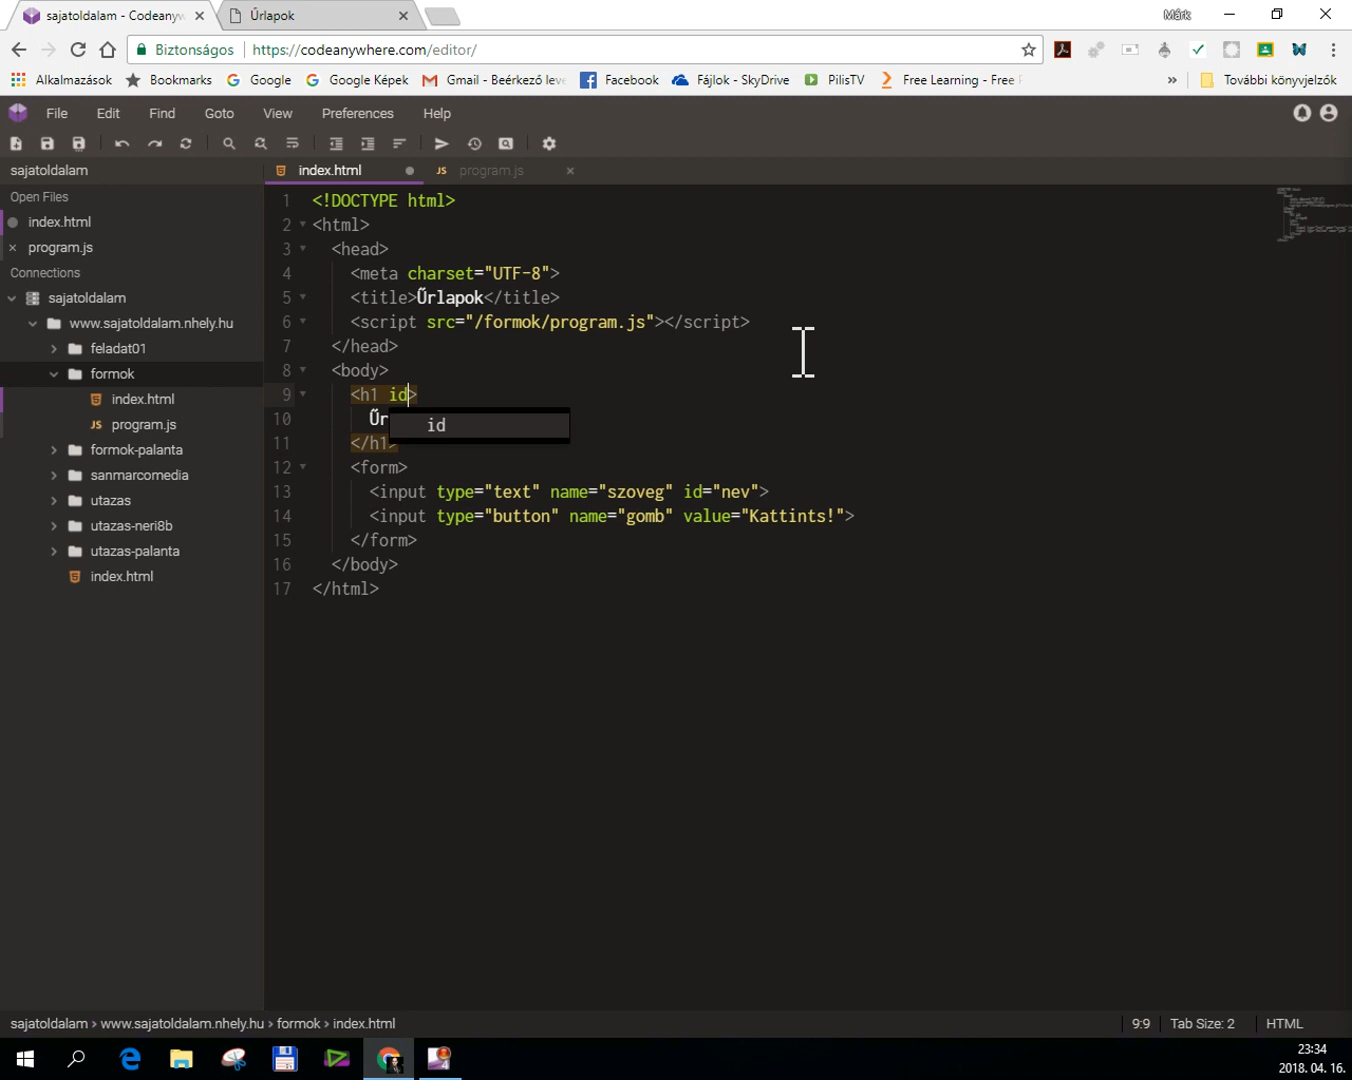 sajatoldalam - Codeanyw
Űrlapok
Márk
Biztonságos
https://codeanywhere.com/editor/
Alkalmazások
Bookmarks
Google
Google Képek
Gmail - Beérkező leve
Facebook
Fájlok - SkyDrive
PilisTV
Free Learning - Free
»
További könyvjelzők
File Edit Find Goto View Preferences Help
sajatoldalam
index.html
JS program.js
Open Files
index.html
program.js
Connections
sajatoldalam
www.sajatoldalam.nhely.hu
feladat01
formok
index.html
JS program.js
formok-palanta
sanmarcomedia
utazas
utazas-neri8b
utazas-palanta
index.html
1 <!DOCTYPE html>
2 <html>
3 <head>
4 <meta charset="UTF-8">
5 <title>Űrlapok</title>
6 <script src="/formok/program.js"></script>
7 </head>
8 <body>
9 <h1 id>
10 Űr
id
11 </h1>
12 <form>
13 <input type="text" name="szoveg" id="nev">
14 <input type="button" name="gomb" value="Kattints!">
15 </form>
16 </body>
17 </html>
sajatoldalam › www.sajatoldalam.nhely.hu › formok › index.html
9:9 Tab Size: 2 HTML
23:34
2018. 04. 16.